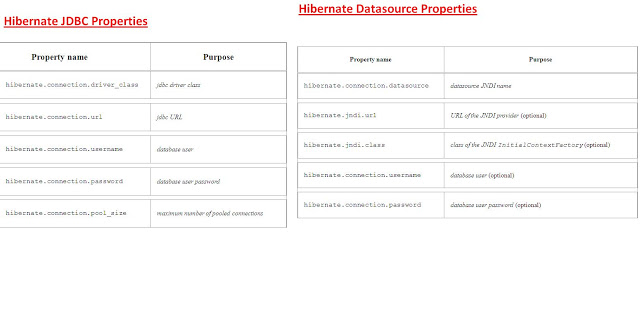 Hibernate JDBC Properties
Property name Purpose
hibernate.connection.driver_class jdbc driver class
hibernate.connection.url jdbc URL
hibernate.connection.username database user
hibernate.connection.password database user password
hibernate.connection.pool_size maximum number of pooled connections
Hibernate Datasource Properties
Property name Purpose
hibernate.connection.datasource datasource JNDI name
hibernate.jndi.url URL of the JNDI provider (optional)
hibernate.jndi.class class of the JNDI InitialContextFactory (optional)
hibernate.connection.username database user (optional)
hibernate.connection.password database user password (optional)